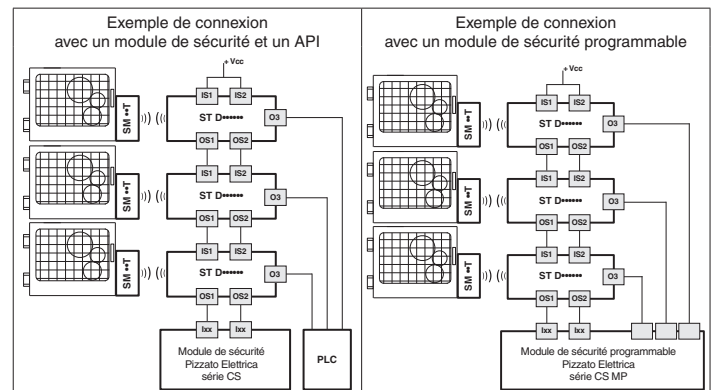 Exemple de connexion
avec un module de sécurité et un API
+ Vcc
IS1 IS2
SM ••T
ST D••••••
O3
OS1 OS2
IS1 IS2
SM ••T
ST D••••••
O3
OS1 OS2
IS1 IS2
SM ••T
ST D••••••
O3
OS1 OS2
Ixx Ixx
Module de sécurité
Pizzato Elettrica
série CS
PLC
Exemple de connexion
avec un module de sécurité programmable
+ Vcc
IS1 IS2
SM ••T
ST D••••••
O3
OS1 OS2
IS1 IS2
SM ••T
ST D••••••
O3
OS1 OS2
IS1 IS2
SM ••T
ST D••••••
O3
OS1 OS2
Ixx Ixx
Module de sécurité programmable
Pizzato Elettrica
série CS MP